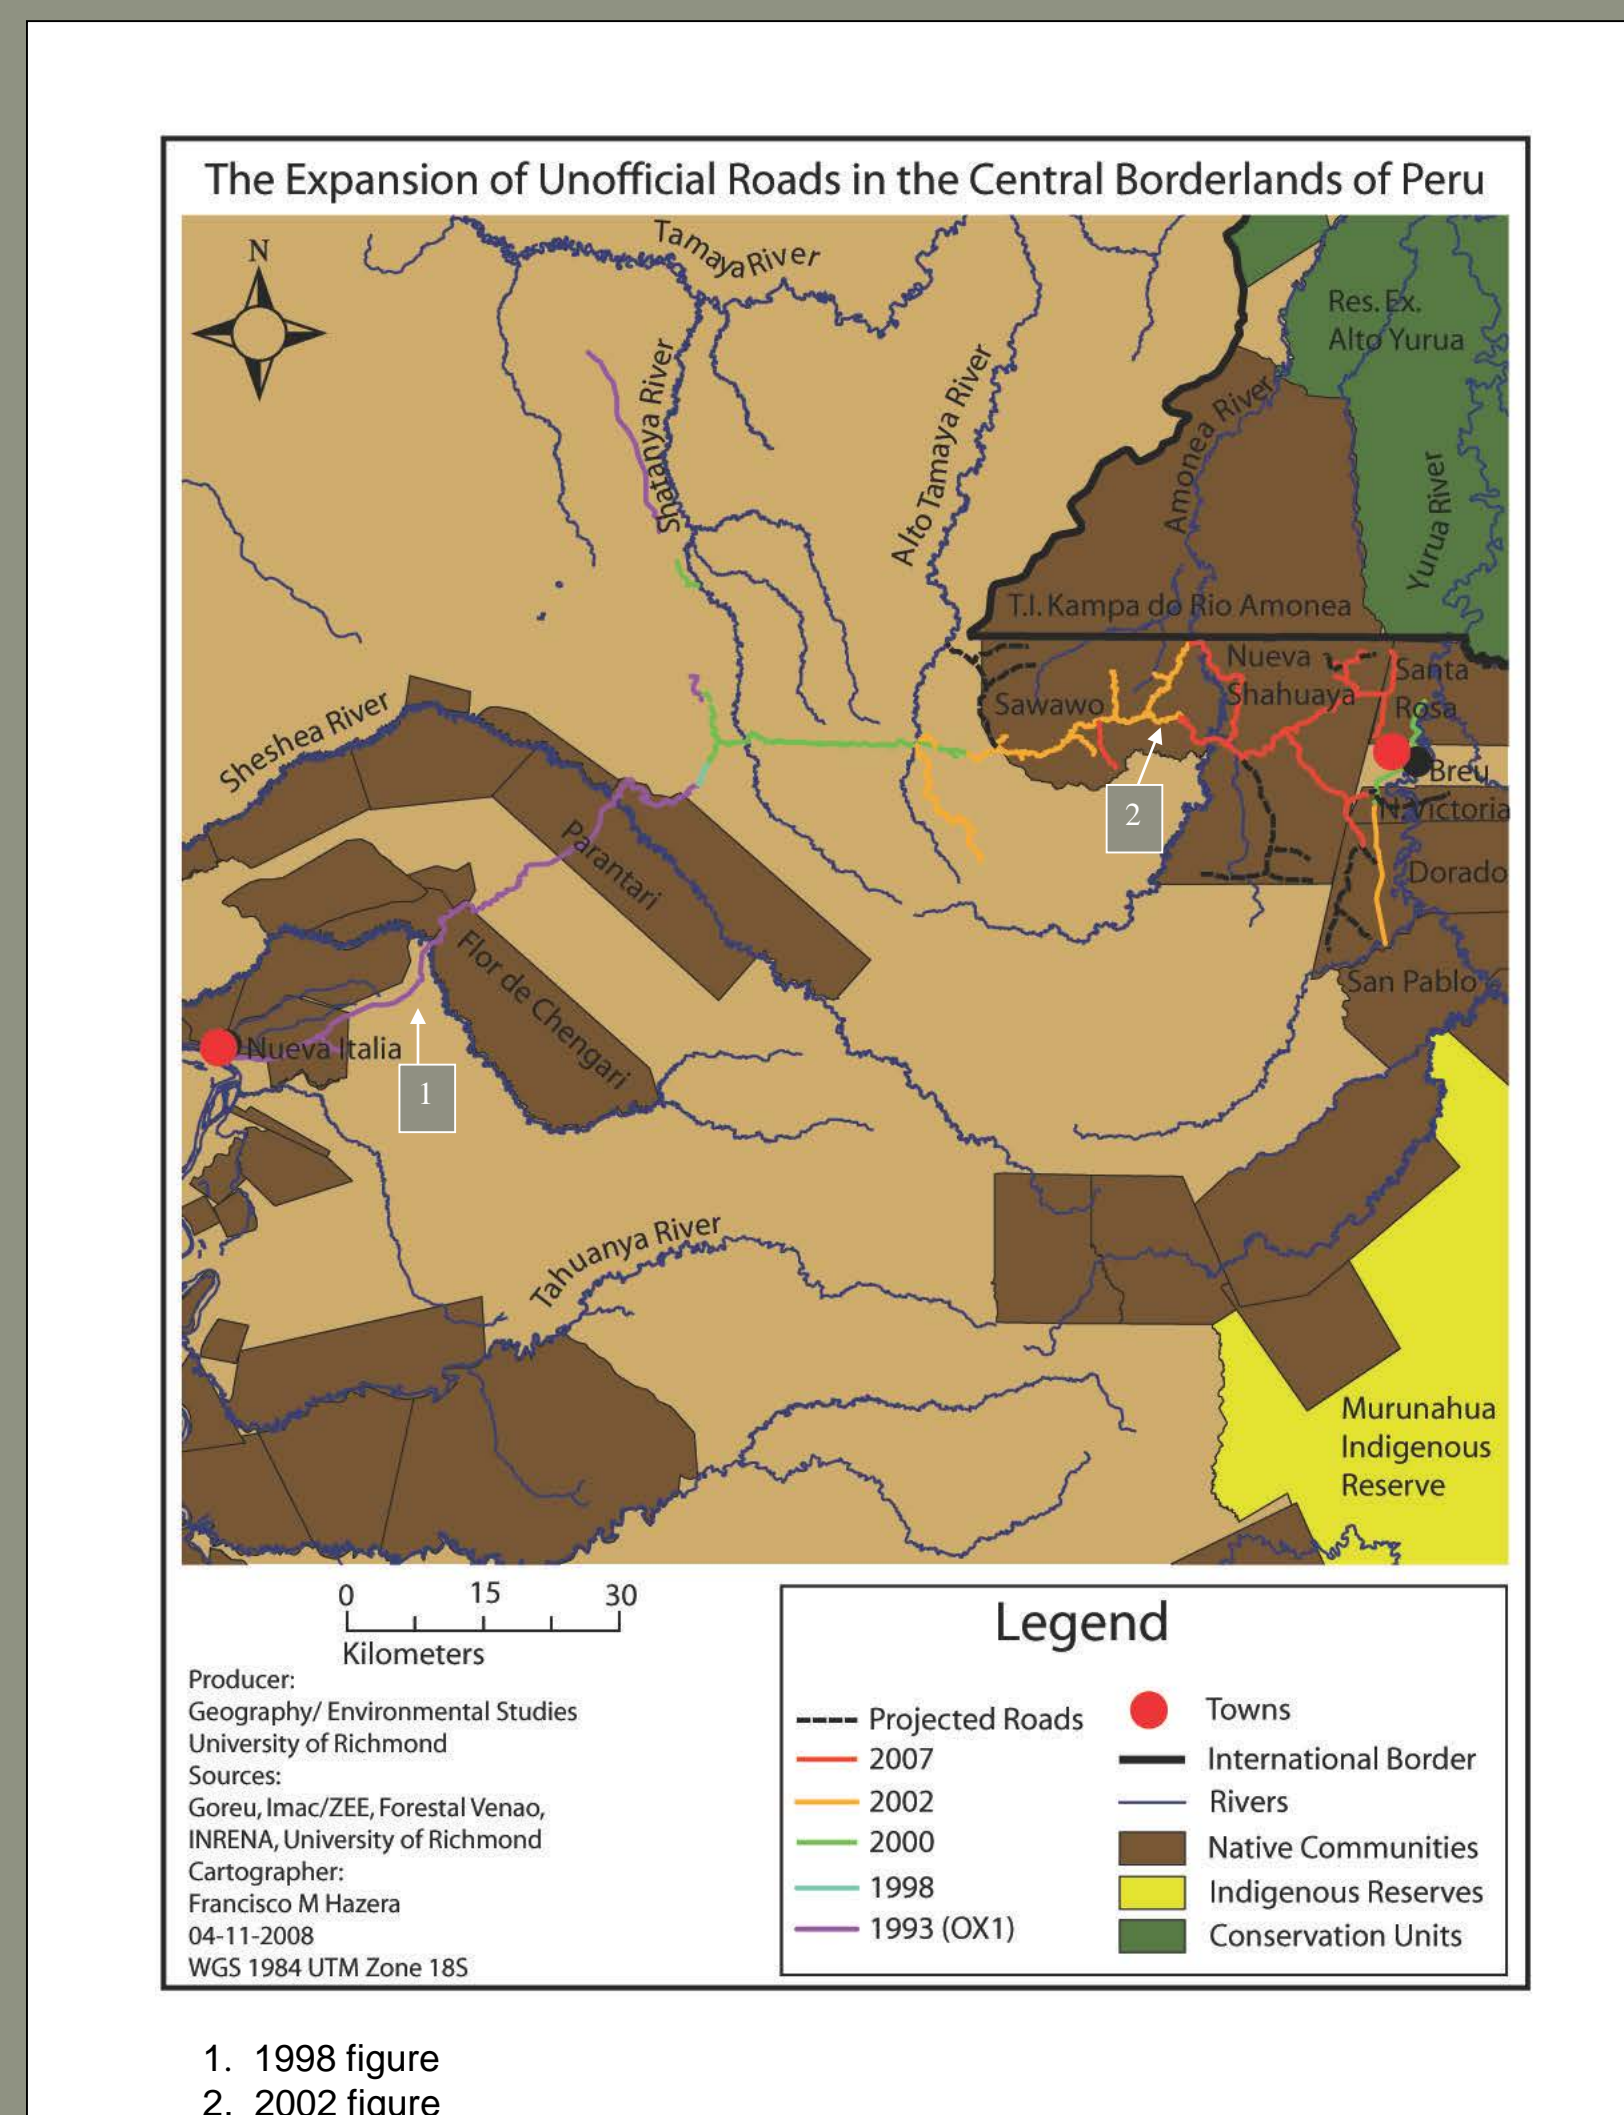 The Expansion of Unofficial Roads in the Central Borderlands of Peru
N
Tamaya River
Res. Ex.
Alto Yurua
Shatanya River
Alto Tamaya River
Amonea River
Yurua River
T.I. Kampa do Rio Amonea
Nueva
Shahuaya
Santa
Rosa
Sawawo
Sheshea River
Breu
N. Victoria
2
Parantari
Dorado
Flor de Chengari
San Pablo
Nueva Italia
1
Tahuanya River
Murunahua
Indigenous
Reserve
0 15 30
Kilometers
Producer:
Geography/ Environmental Studies
University of Richmond
Sources:
Goreu, Imac/ZEE, Forestal Venao,
INRENA, University of Richmond
Cartographer:
Francisco M Hazera
04-11-2008
WGS 1984 UTM Zone 18S
Legend
Projected Roads
2007
2002
2000
1998
1993 (OX1)
Towns
International Border
Rivers
Native Communities
Indigenous Reserves
Conservation Units
1. 1998 figure
2. 2002 figure